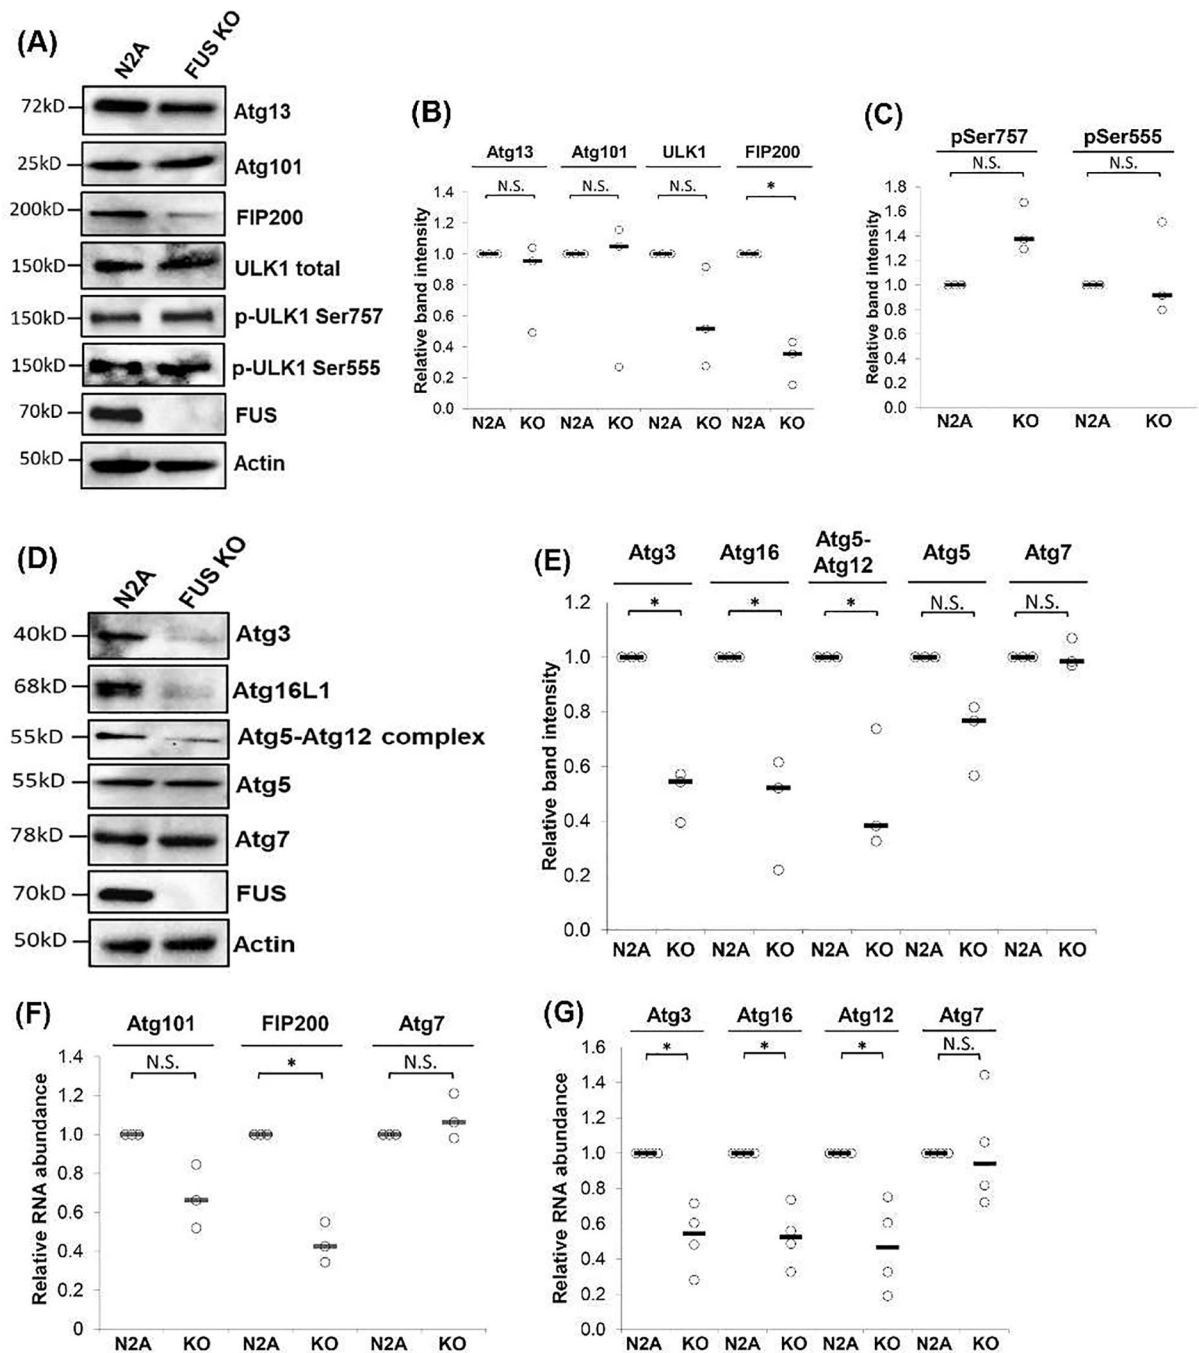 (A)
N2A
FUS KO
72kD
Atg13
25kD
Atg101
200kD
FIP200
150kD
ULK1 total
150kD
p-ULK1 Ser757
150kD
p-ULK1 Ser555
70kD
FUS
50kD
Actin
(B)
Atg13 Atg101 ULK1 FIP200
N.S. N.S. N.S. *
Relative band intensity
1.4
1.2
1.0
0.8
0.6
0.4
0.2
0.0
N2A KO N2A KO N2A KO N2A KO
(C)
pSer757 pSer555
N.S. N.S.
Relative band intensity
1.8
1.6
1.4
1.2
1.0
0.8
0.6
0.4
0.2
0.0
N2A KO N2A KO
(D)
N2A
FUS KO
40kD
Atg3
68kD
Atg16L1
55kD
Atg5-Atg12 complex
55kD
Atg5
78kD
Atg7
70kD
FUS
50kD
Actin
(E)
Atg3 Atg16 Atg5-Atg12 Atg5 Atg7
* * * N.S. N.S.
Relative band intensity
1.2
1.0
0.8
0.6
0.4
0.2
0.0
N2A KO N2A KO N2A KO N2A KO N2A KO
(F)
Atg101 FIP200 Atg7
N.S. * N.S.
Relative RNA abundance
1.4
1.2
1.0
0.8
0.6
0.4
0.2
0
N2A KO N2A KO N2A KO
(G)
Atg3 Atg16 Atg12 Atg7
* * * N.S.
Relative RNA abundance
1.6
1.4
1.2
1.0
0.8
0.6
0.4
0.2
0.0
N2A KO N2A KO N2A KO N2A KO